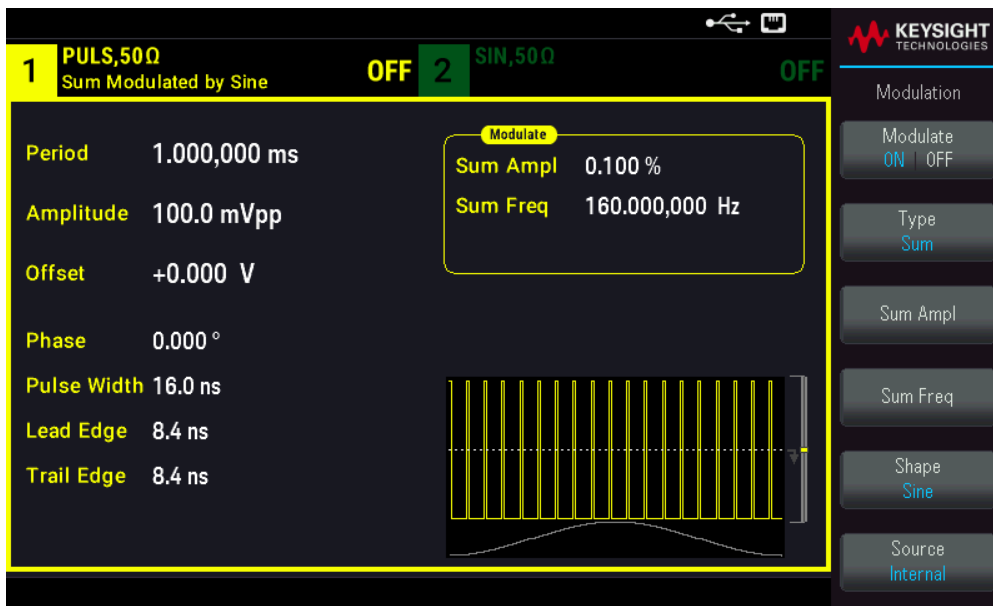 KEYSIGHT
TECHNOLOGIES
1 PULS,50Ω OFF
Sum Modulated by Sine
2 SIN,50Ω OFF
Period 1.000,000 ms
Amplitude 100.0 mVpp
Offset +0.000 V
Phase 0.000 °
Pulse Width 16.0 ns
Lead Edge 8.4 ns
Trail Edge 8.4 ns
Modulate
Sum Ampl 0.100 %
Sum Freq 160.000,000 Hz
Modulation
Modulate
ON | OFF
Type
Sum
Sum Ampl
Sum Freq
Shape
Sine
Source
Internal